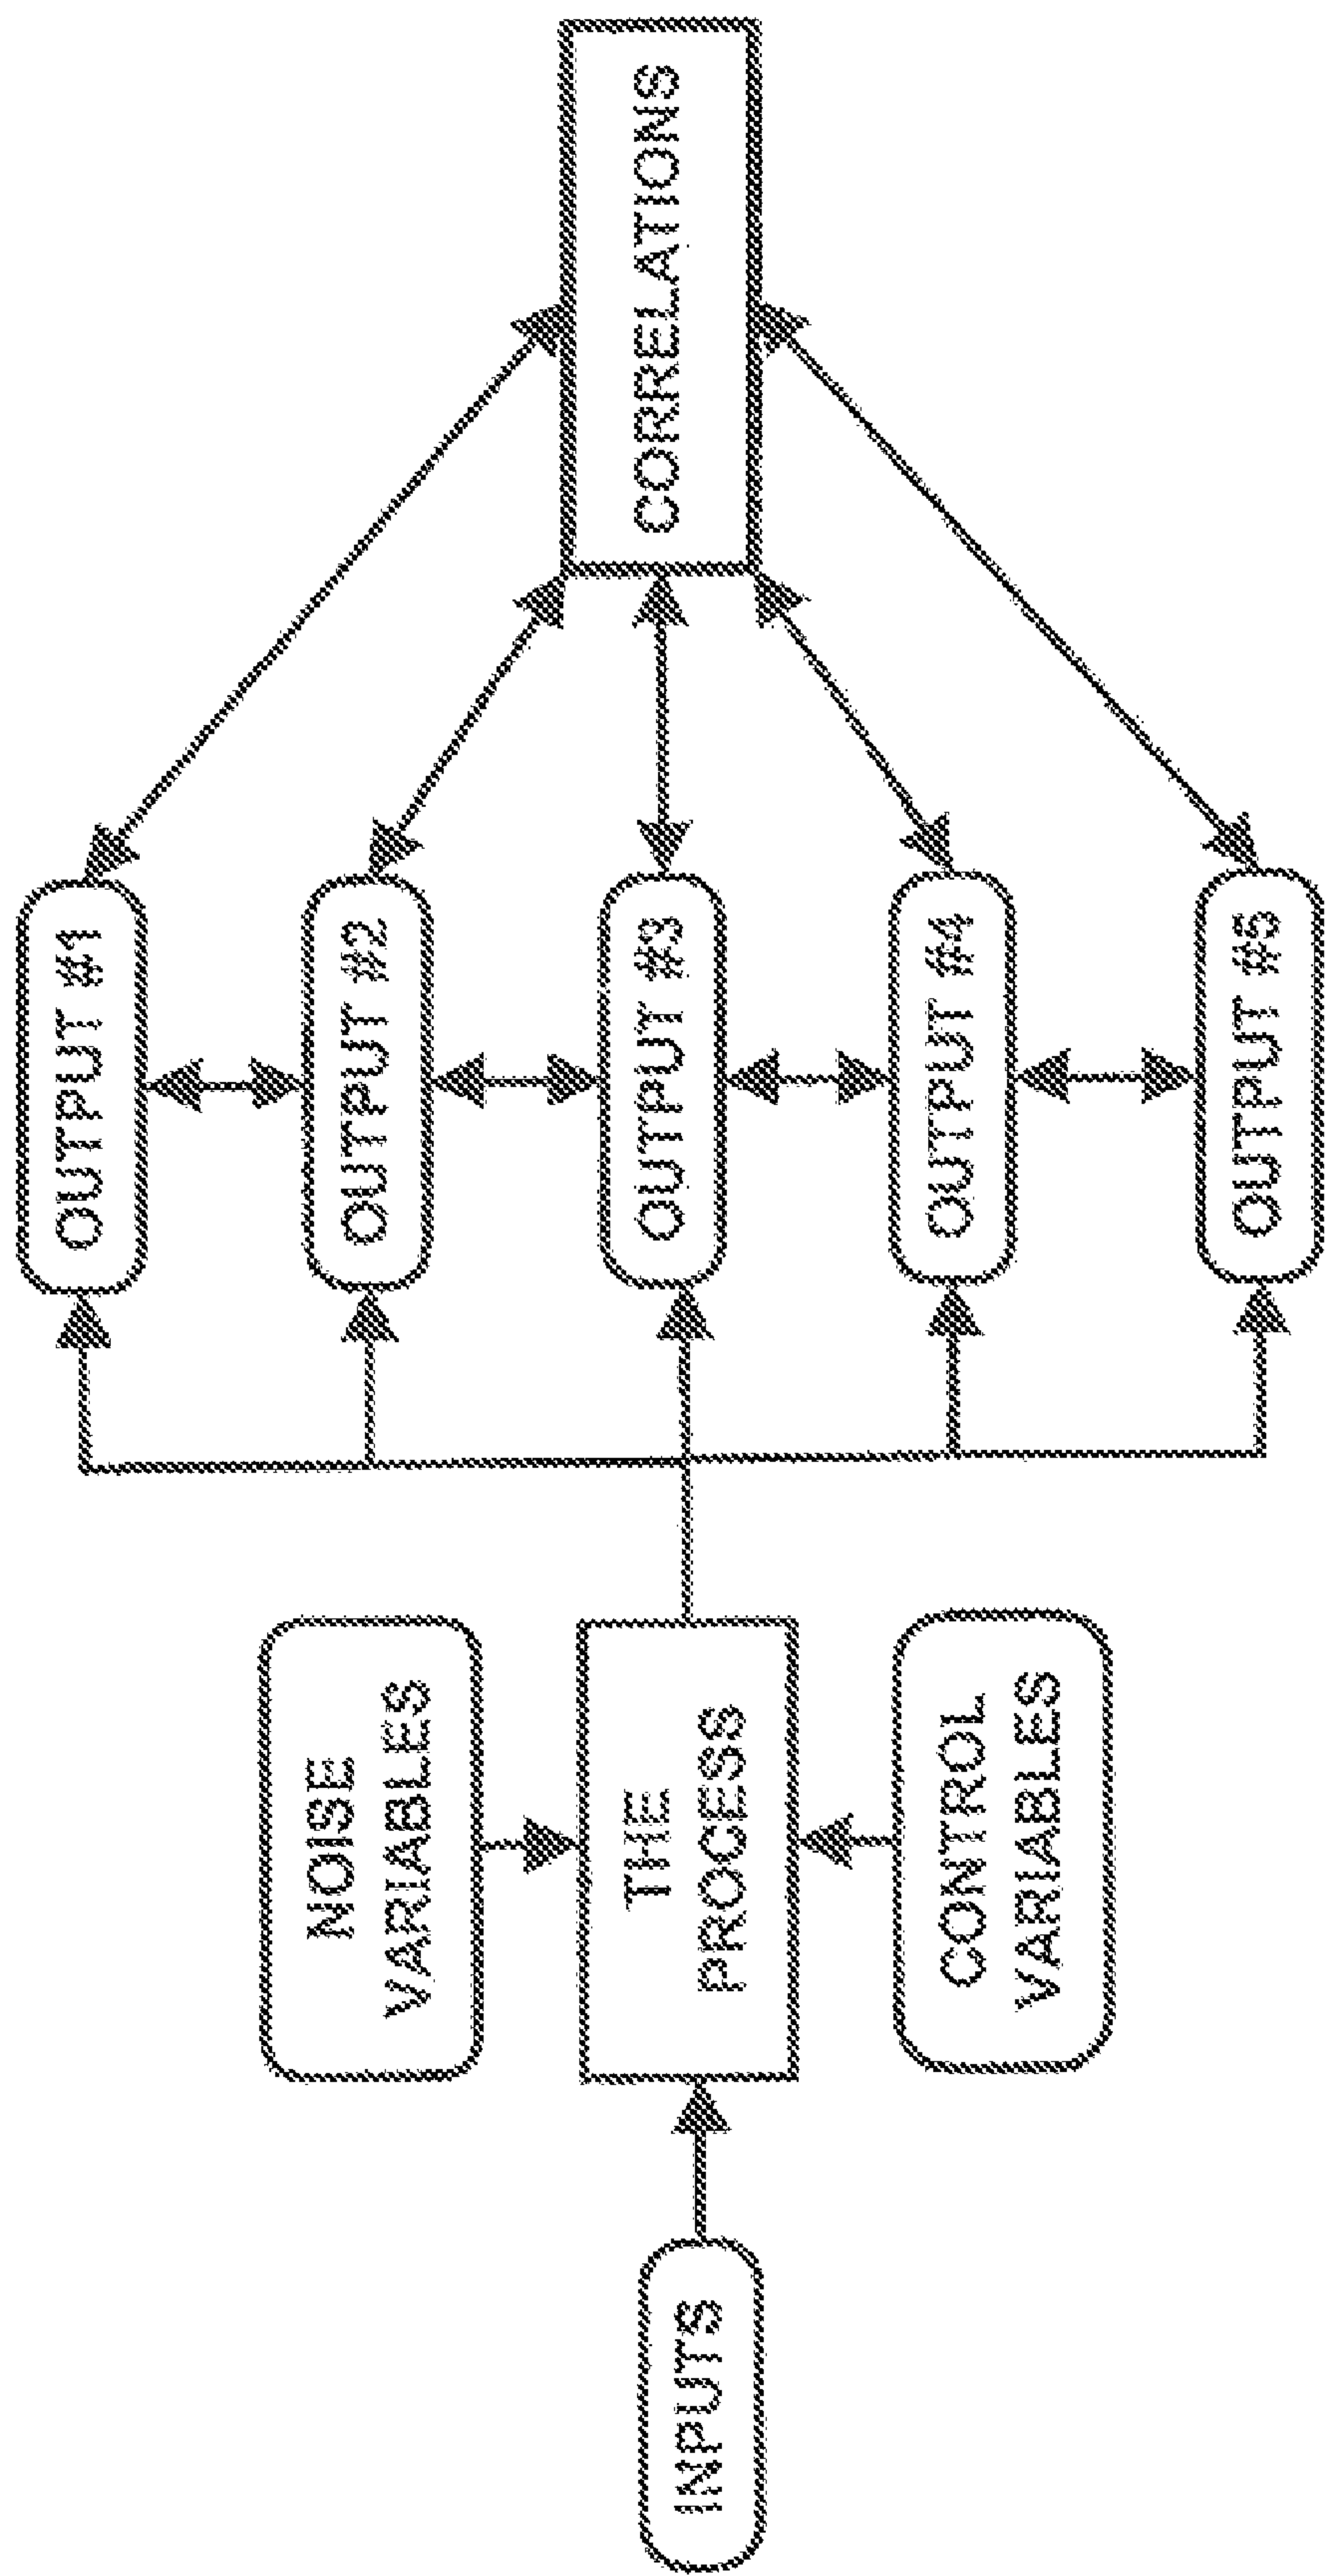 INPUTS
NOISE
VARIABLES
THE
PROCESS
CONTROL
VARIABLES
OUTPUT #1
OUTPUT #2
OUTPUT #3
OUTPUT #4
OUTPUT #5
CORRELATIONS